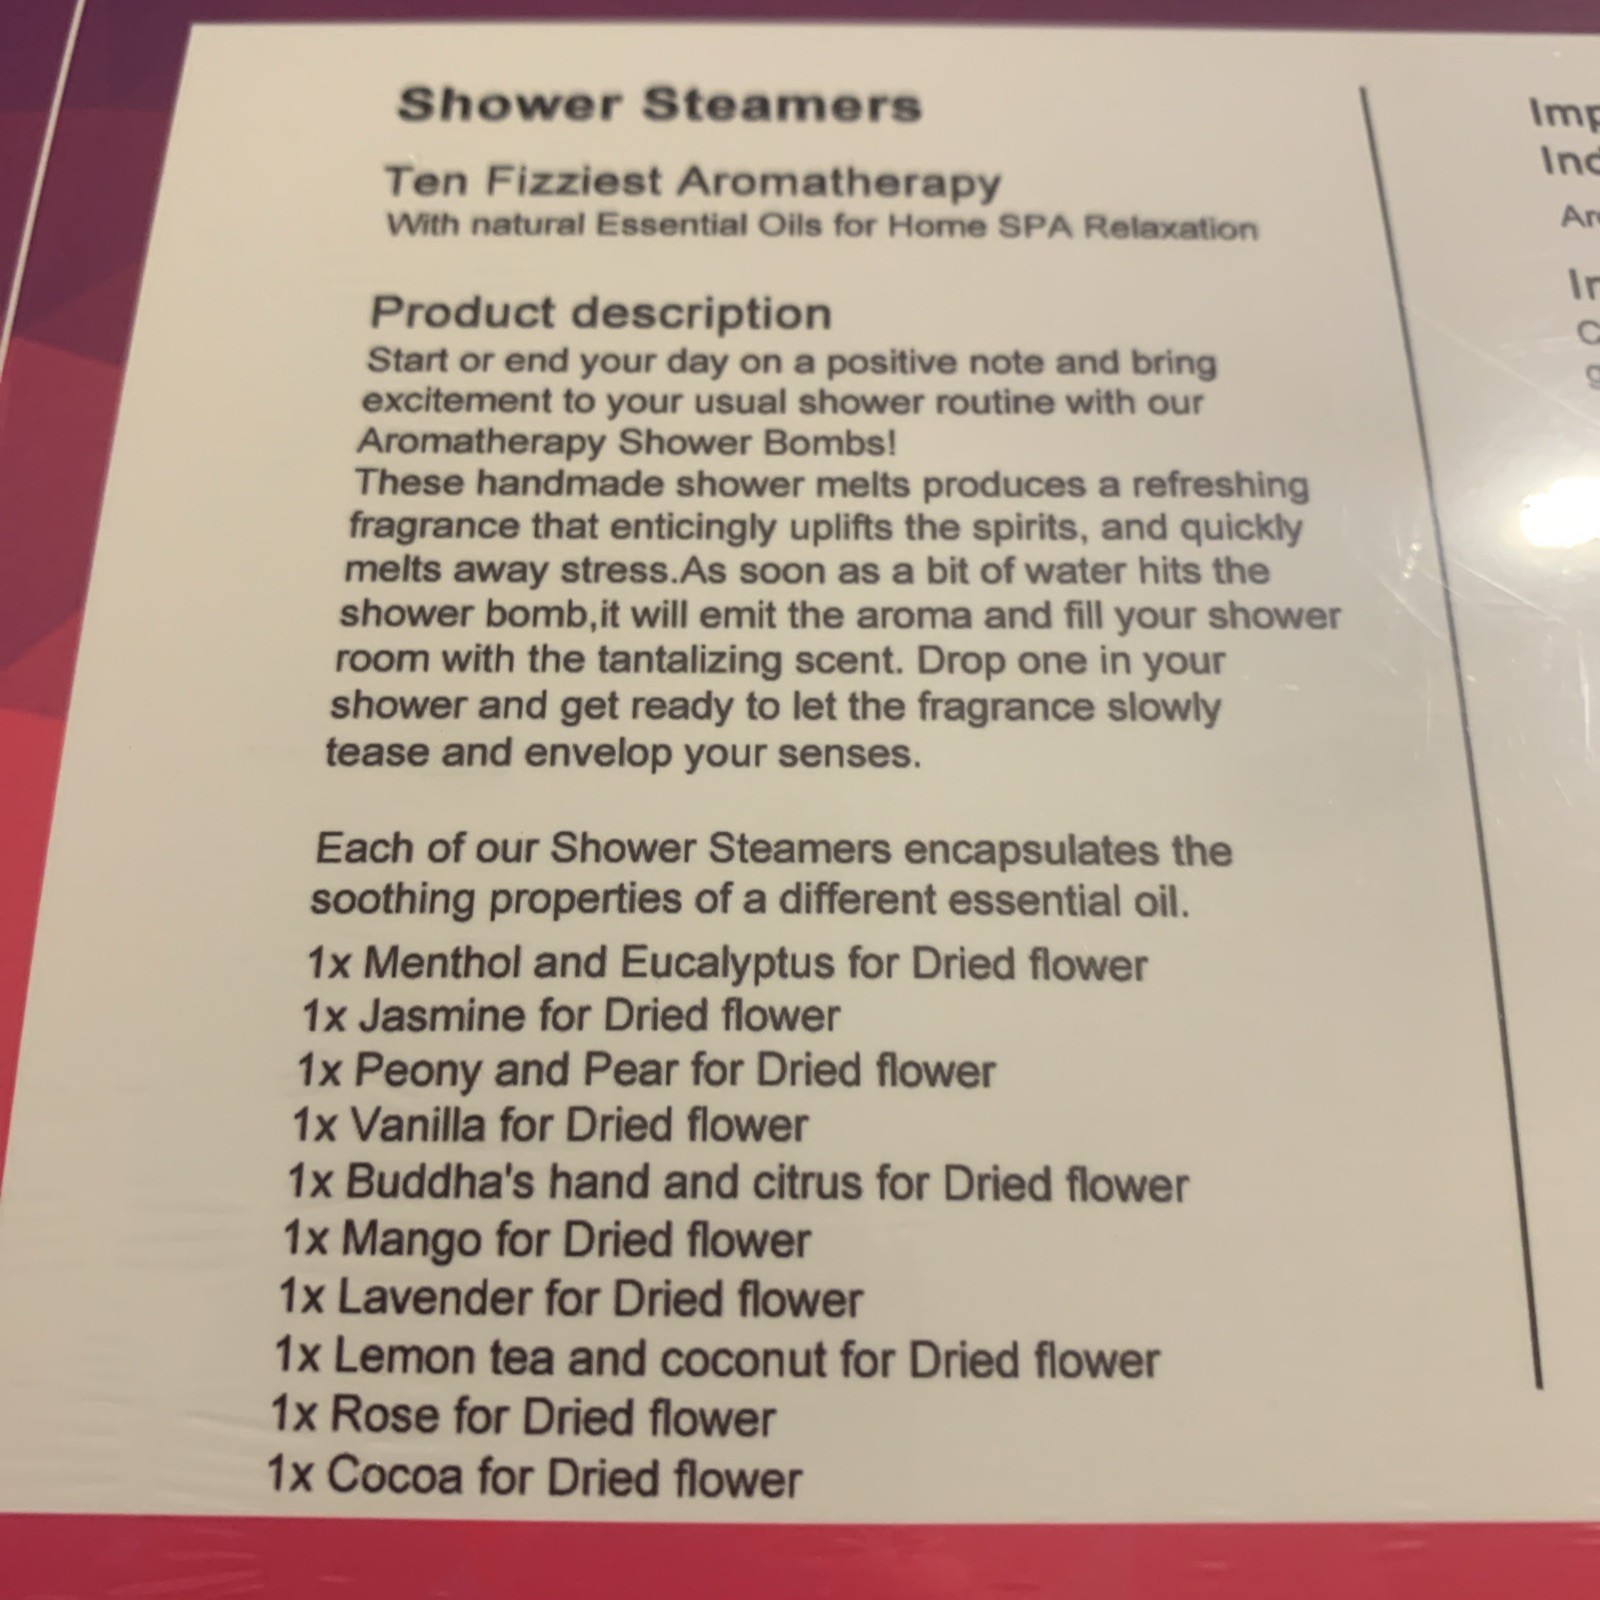 Shower Steamers
Ten Fizziest Aromatherapy
With natural Essential Oils for Home SPA Relaxation
Product description
Start or end your day on a positive note and bring
excitement to your usual shower routine with our
Aromatherapy Shower Bombs!
These handmade shower melts produces a refreshing
fragrance that enticingly uplifts the spirits, and quickly
melts away stress.As soon as a bit of water hits the
shower bomb,it will emit the aroma and fill your shower
room with the tantalizing scent. Drop one in your
shower and get ready to let the fragrance slowly
tease and envelop your senses.
Each of our Shower Steamers encapsulates the
soothing properties of a different essential oil.
1x Menthol and Eucalyptus for Dried flower
1x Jasmine for Dried flower
1x Peony and Pear for Dried flower
1x Vanilla for Dried flower
1x Buddha's hand and citrus for Dried flower
1x Mango for Dried flower
1x Lavender for Dried flower
1x Lemon tea and coconut for Dried flower
1x Rose for Dried flower
1x Cocoa for Dried flower